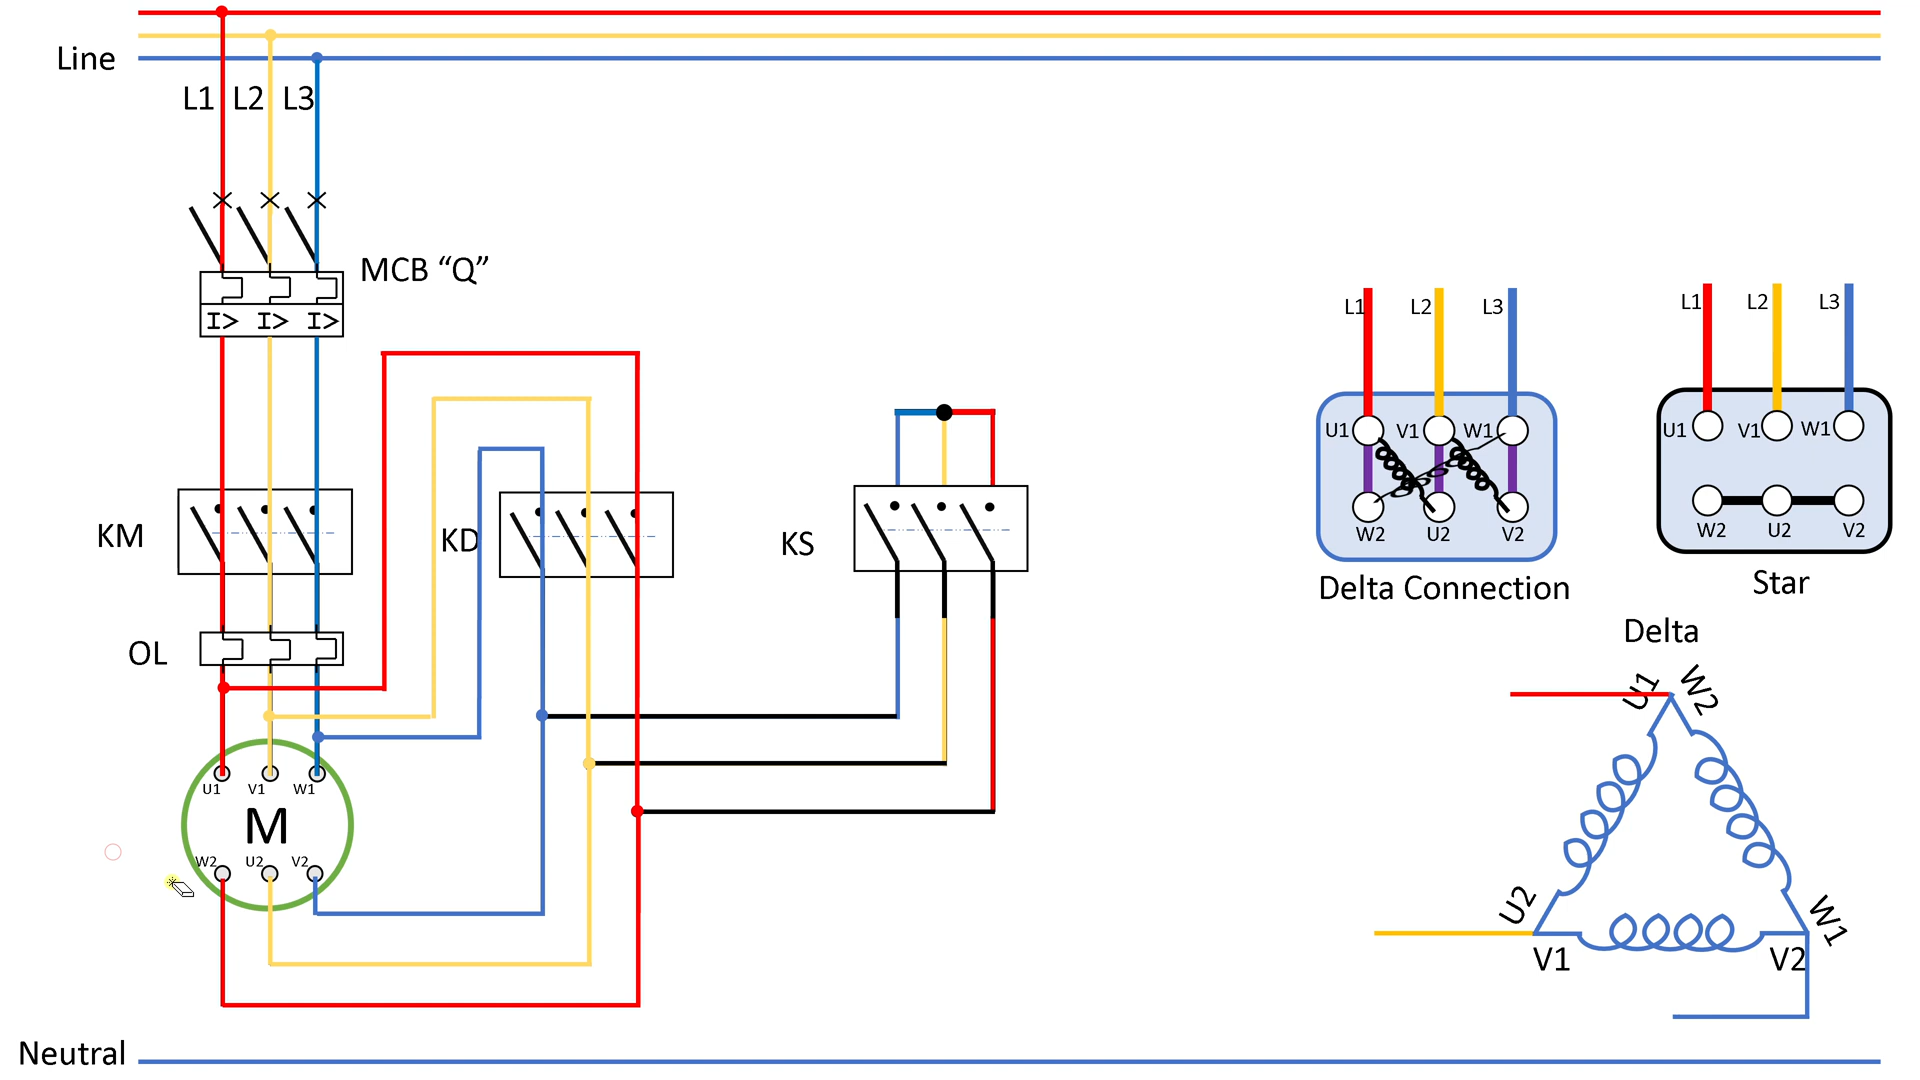 Line
L1 L2 L3
MCB “Q”
I> I> I>
KM
KD
KS
OL
U1 V1 W1
M
W2 U2 V2
Neutral
L1 L2 L3
U1 V1 W1
W2 U2 V2
Delta Connection
L1 L2 L3
U1 V1 W1
W2 U2 V2
Star
Delta
U1 W2
U2 W1
V1 V2